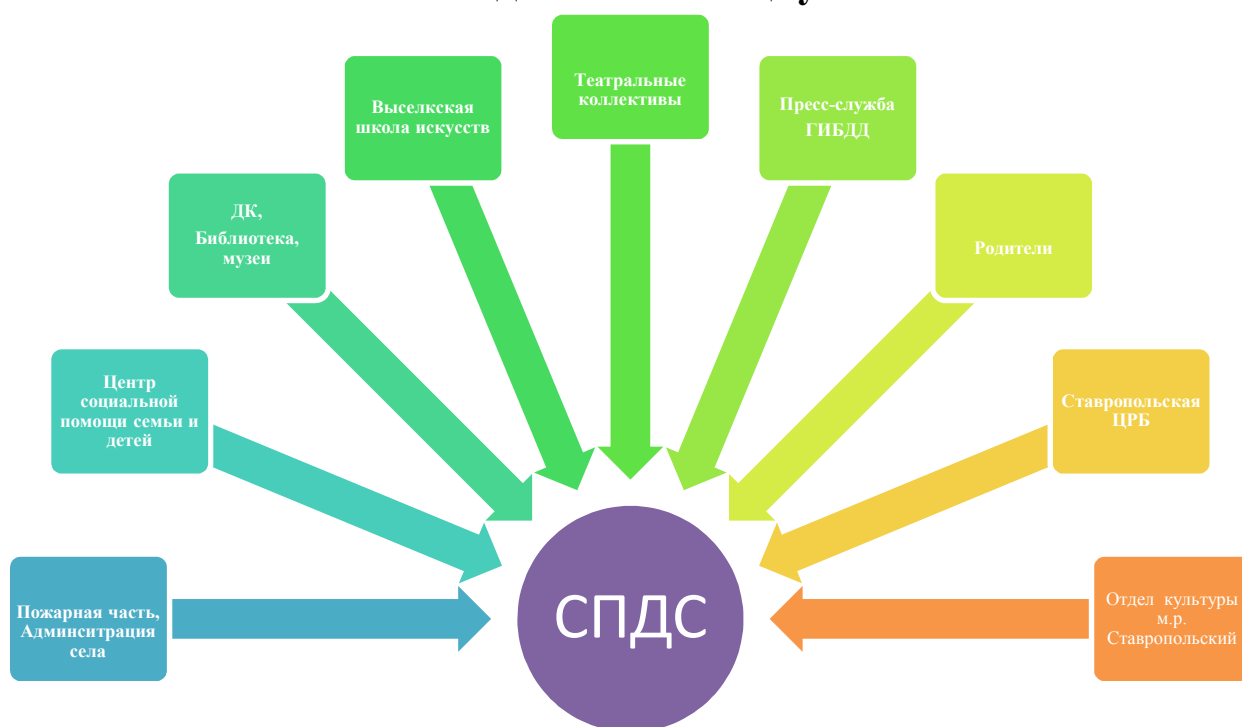 Театральные
коллективы
Выселкская
школа искусств
Пресс-служба
ГИБДД
ДК,
Библиотека,
музеи
Родители
Центр
социальной
помощи семьи и
детей
Ставропольская
ЦРБ
Пожарная часть,
Админситрация
села
СПДС
Отдел культуры
м.р.
Ставропольский